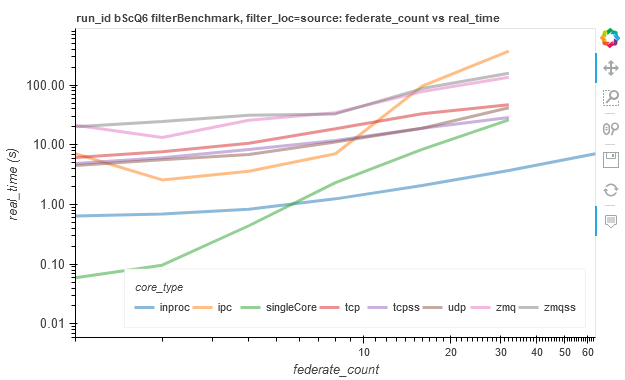 run_id bScQ6 filterBenchmark, filter_loc=source: federate_count vs real_time
100.00
10.00
1.00
0.10
0.01
real_time (s)
core_type
inproc ipc singleCore tcp tcpss udp zmq zmqss
10 20 30 40 50 60
federate_count